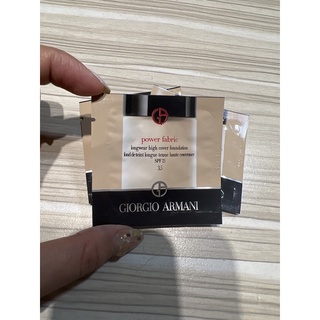 power fabric
longwear high cover foundation
fond de teint longue tenue haute couvrance
SPF 25
3.5
GIORGIO ARMANI